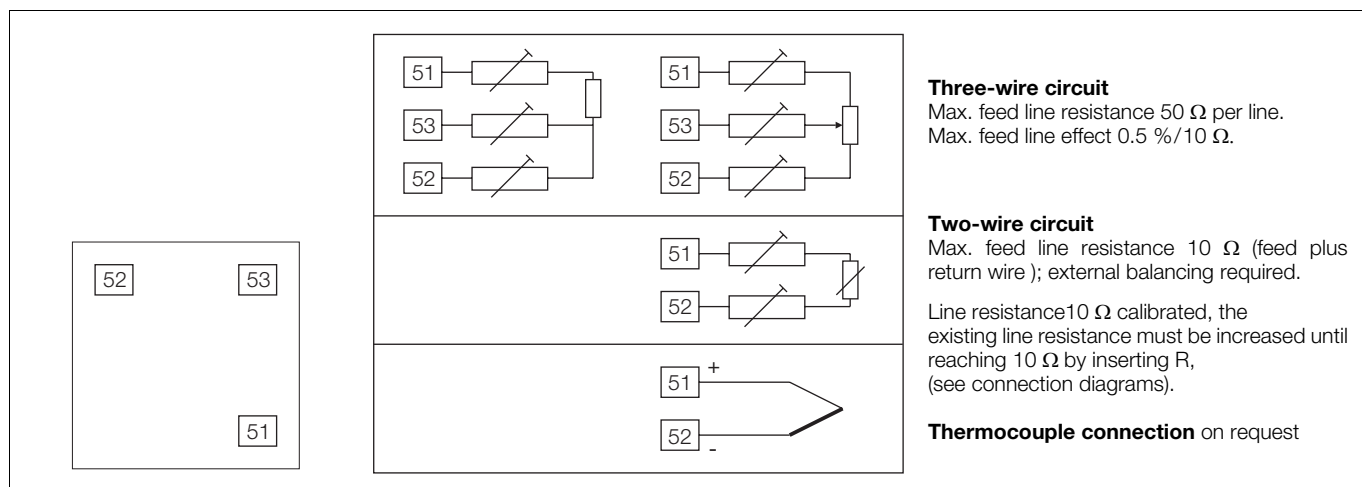 52 53
51
51
53
52
51
53
52
51
52
51 +
52 -
Three-wire circuit
Max. feed line resistance 50 Ω per line.
Max. feed line effect 0.5 %/10 Ω.
Two-wire circuit
Max. feed line resistance 10 Ω (feed plus
return wire ); external balancing required.
Line resistance10 Ω calibrated, the
existing line resistance must be increased until
reaching 10 Ω by inserting R,
(see connection diagrams).
Thermocouple connection on request